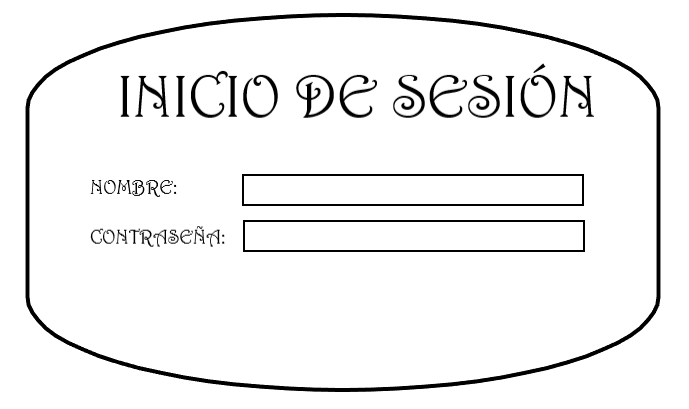 INICIO DE SESIÓN
NOMBRE:
CONTRASEÑA: